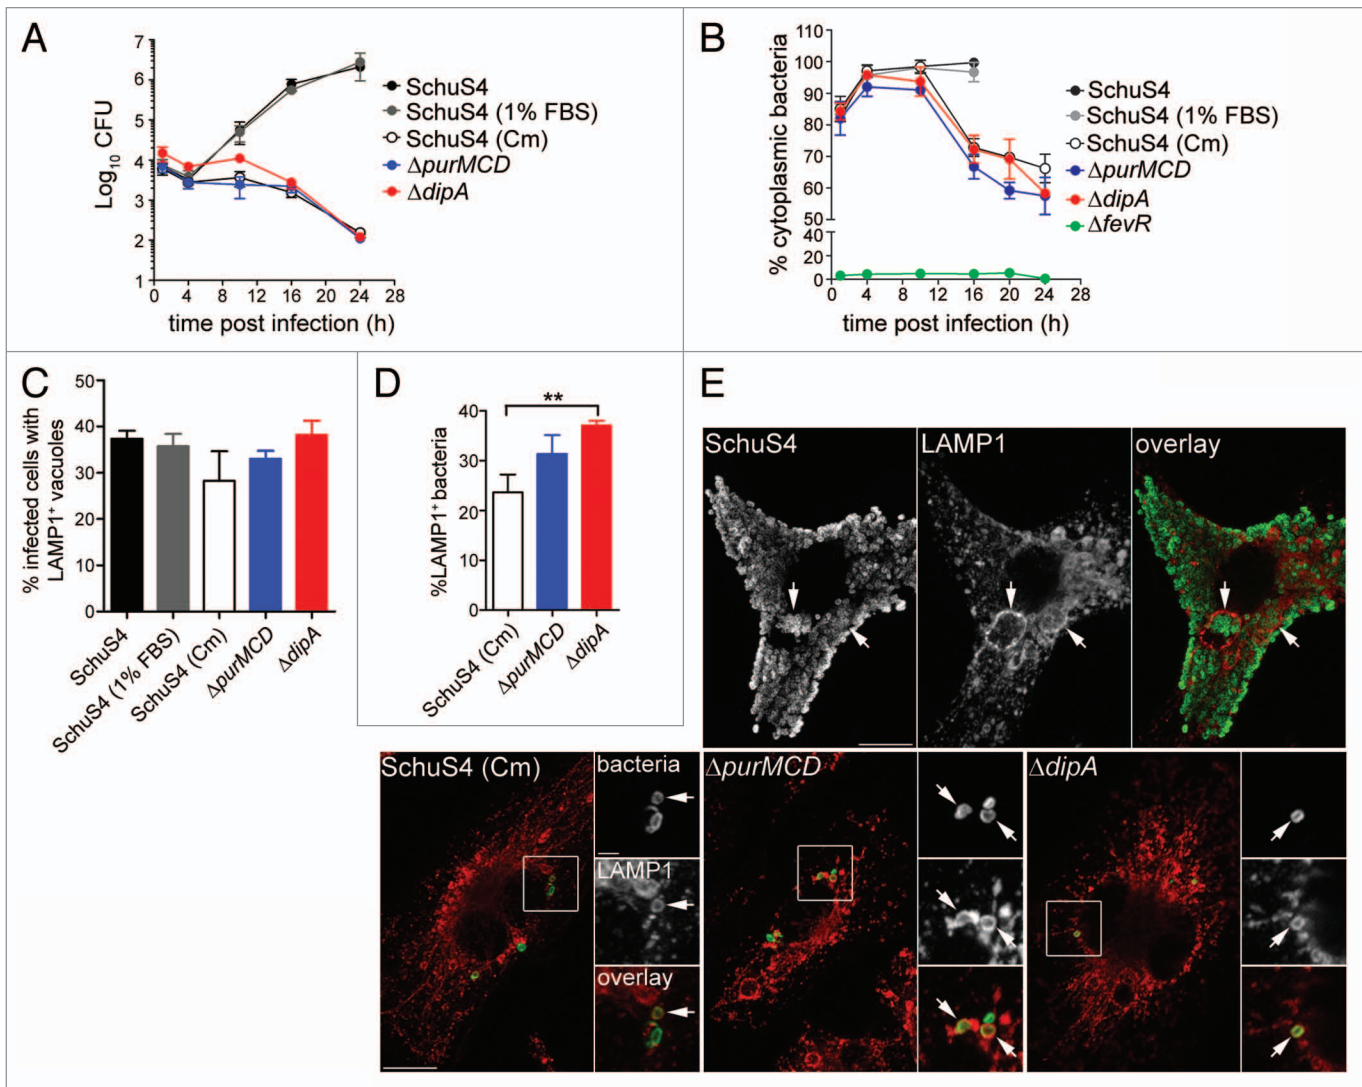 A
Log10 CFU
7
6
5
4
3
2
1
0 4 8 12 16 20 24 28
time post infection (h)
SchuS4
SchuS4 (1% FBS)
SchuS4 (Cm)
ΔpurMCD
ΔdipA
B
% cytoplasmic bacteria
110
100
90
80
70
60
50
40
20
0
0 4 8 12 16 20 24 28
time post infection (h)
SchuS4
SchuS4 (1% FBS)
SchuS4 (Cm)
ΔpurMCD
ΔdipA
ΔfevR
C
% infected cells with
LAMP1+ vacuoles
50
40
30
20
10
0
SchuS4
SchuS4 (1% FBS)
SchuS4 (Cm)
ΔpurMCD
ΔdipA
D
%LAMP1+ bacteria
40
30
20
10
0
**
SchuS4 (Cm)
ΔpurMCD
ΔdipA
E
SchuS4
LAMP1
overlay
SchuS4 (Cm)
bacteria
LAMP1
overlay
ΔpurMCD
ΔdipA